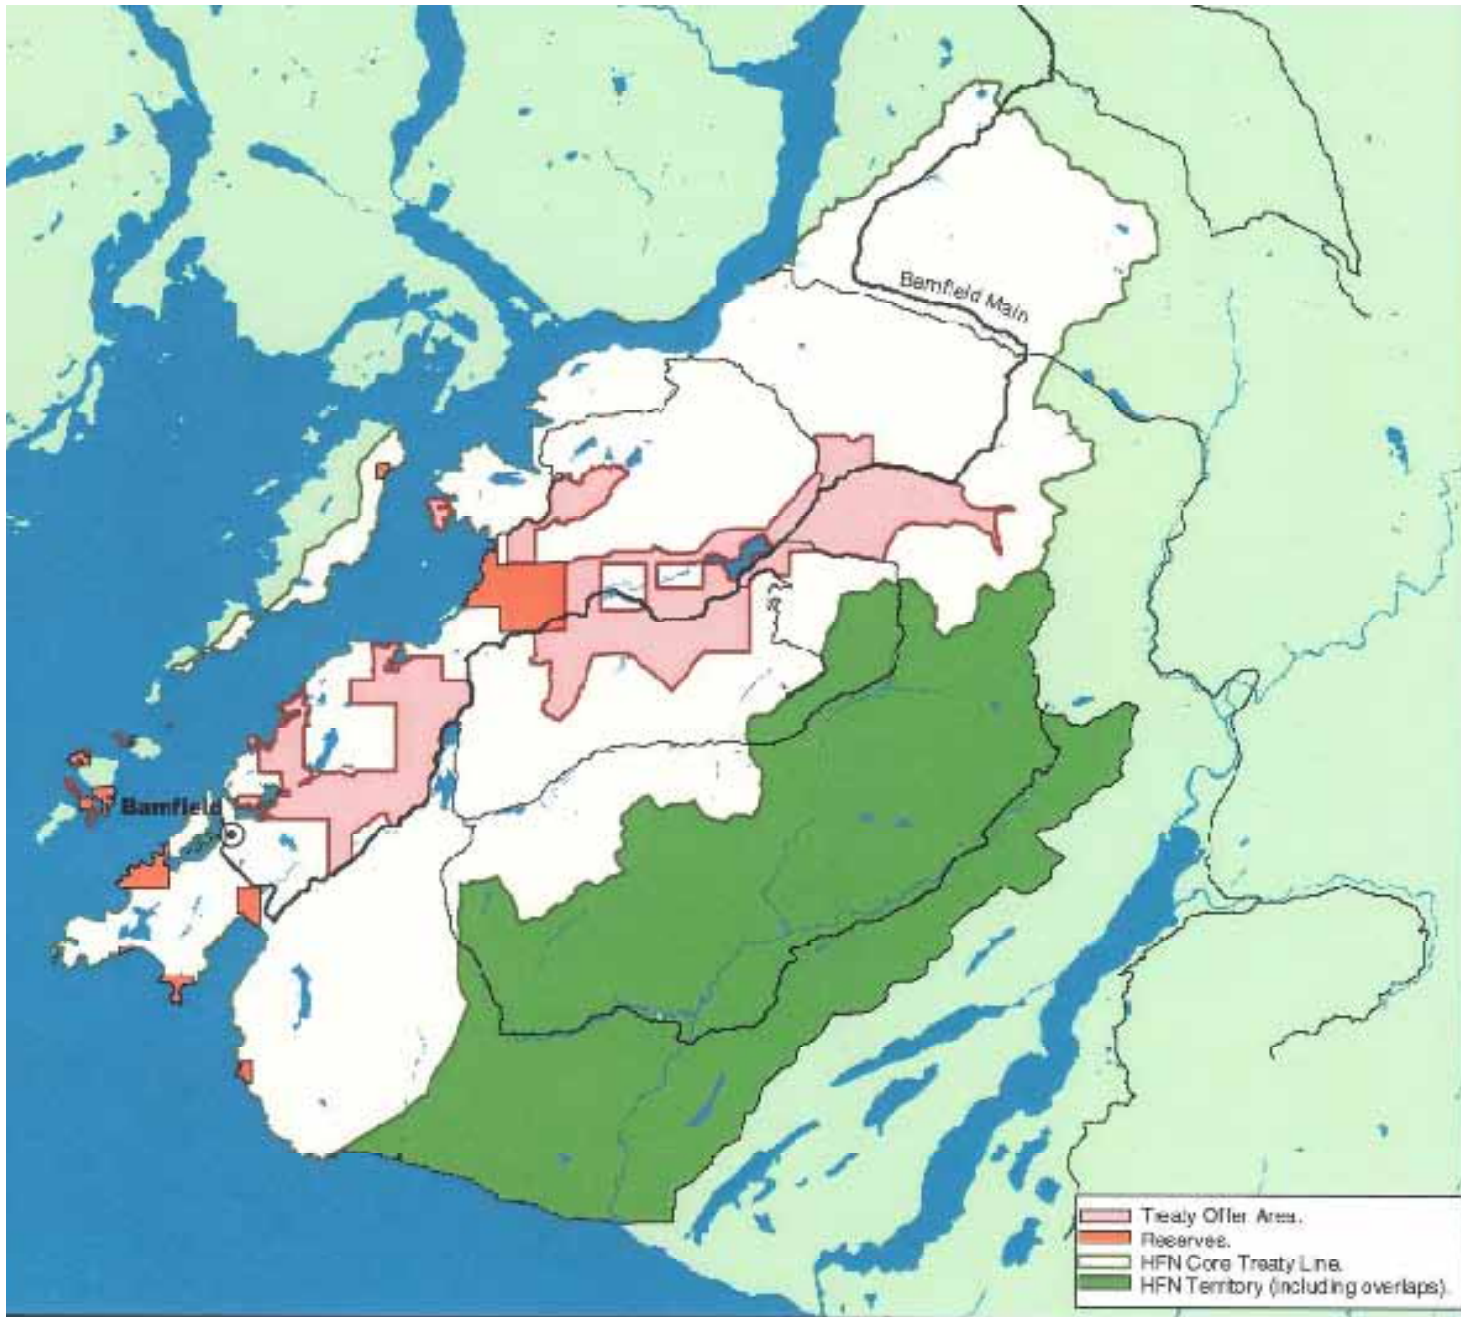 Bamfield Main
Bamfield
Treaty Offer Area.
Reserves.
HFN Core Treaty Line.
HFN Territory (including overlaps).